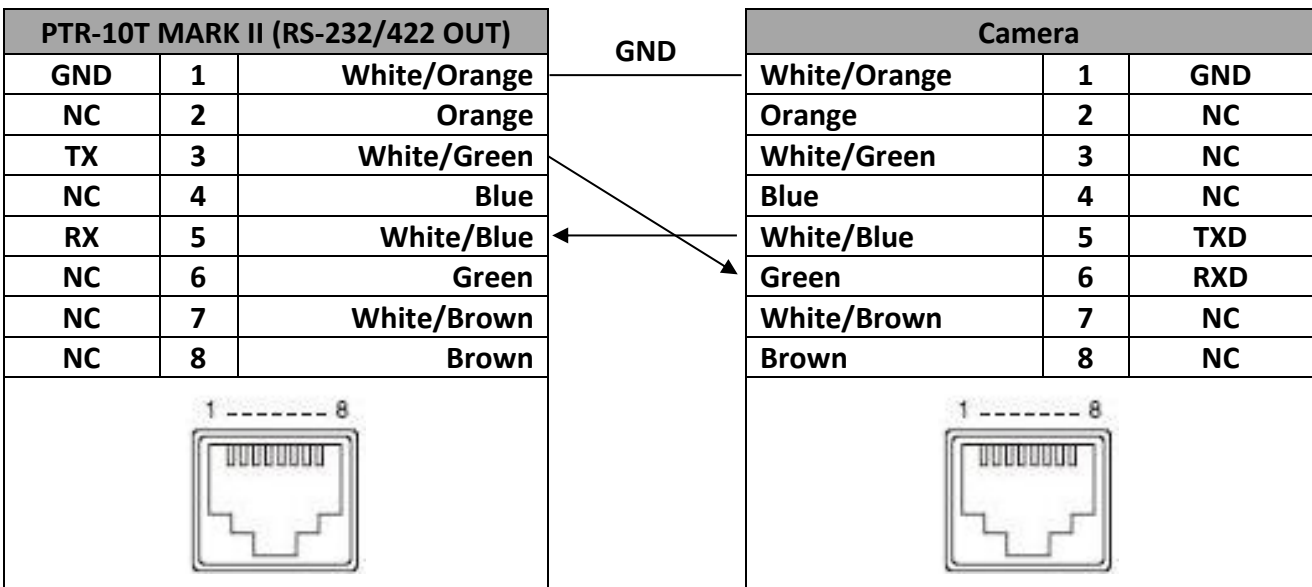 PTR-10T MARK II (RS-232/422 OUT) GND Camera
GND 1 White/Orange White/Orange 1 GND
NC 2 Orange Orange 2 NC
TX 3 White/Green White/Green 3 NC
NC 4 Blue Blue 4 NC
RX 5 White/Blue White/Blue 5 TXD
NC 6 Green Green 6 RXD
NC 7 White/Brown White/Brown 7 NC
NC 8 Brown Brown 8 NC
1 ------- 8 1 ------- 8